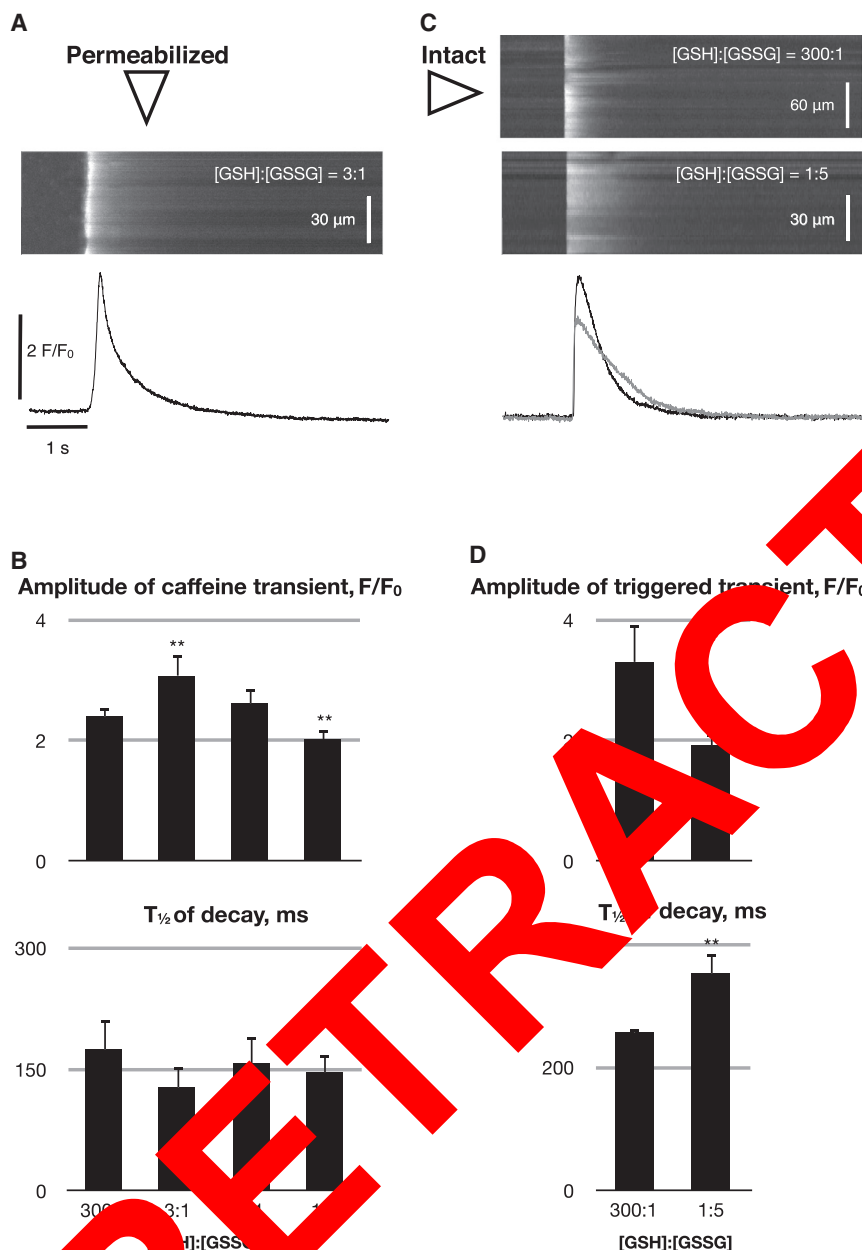 A
Permeabilized
[GSH]:[GSSG] = 3:1
30 µm
2 F/F₀
1 s
C
Intact
[GSH]:[GSSG] = 300:1
60 µm
[GSH]:[GSSG] = 1:5
30 µm
B
Amplitude of caffeine transient, F/F₀
4
**
**
2
0
T½ of decay, ms
300
150
0
3:1
D
Amplitude of triggered transient, F/F₀
4
0
decay, ms
**
200
0
300:1 1:5
[GSH]:[GSSG]
RETRACT